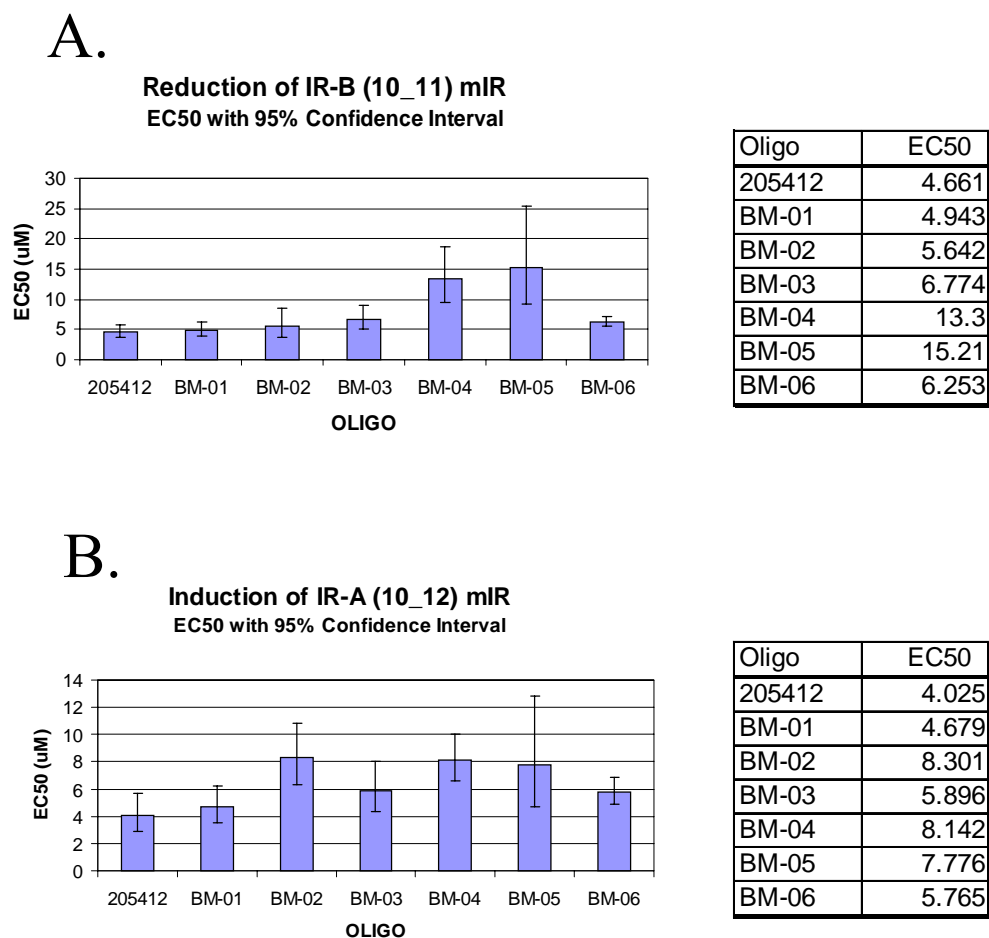 A.
Reduction of IR-B (10_11) mIR
EC50 with 95% Confidence Interval
EC50 (uM)
30
25
20
15
10
5
0
205412 BM-01 BM-02 BM-03 BM-04 BM-05 BM-06
OLIGO
Oligo EC50
205412 4.661
BM-01 4.943
BM-02 5.642
BM-03 6.774
BM-04 13.3
BM-05 15.21
BM-06 6.253
B.
Induction of IR-A (10_12) mIR
EC50 with 95% Confidence Interval
EC50 (uM)
14
12
10
8
6
4
2
0
205412 BM-01 BM-02 BM-03 BM-04 BM-05 BM-06
OLIGO
Oligo EC50
205412 4.025
BM-01 4.679
BM-02 8.301
BM-03 5.896
BM-04 8.142
BM-05 7.776
BM-06 5.765